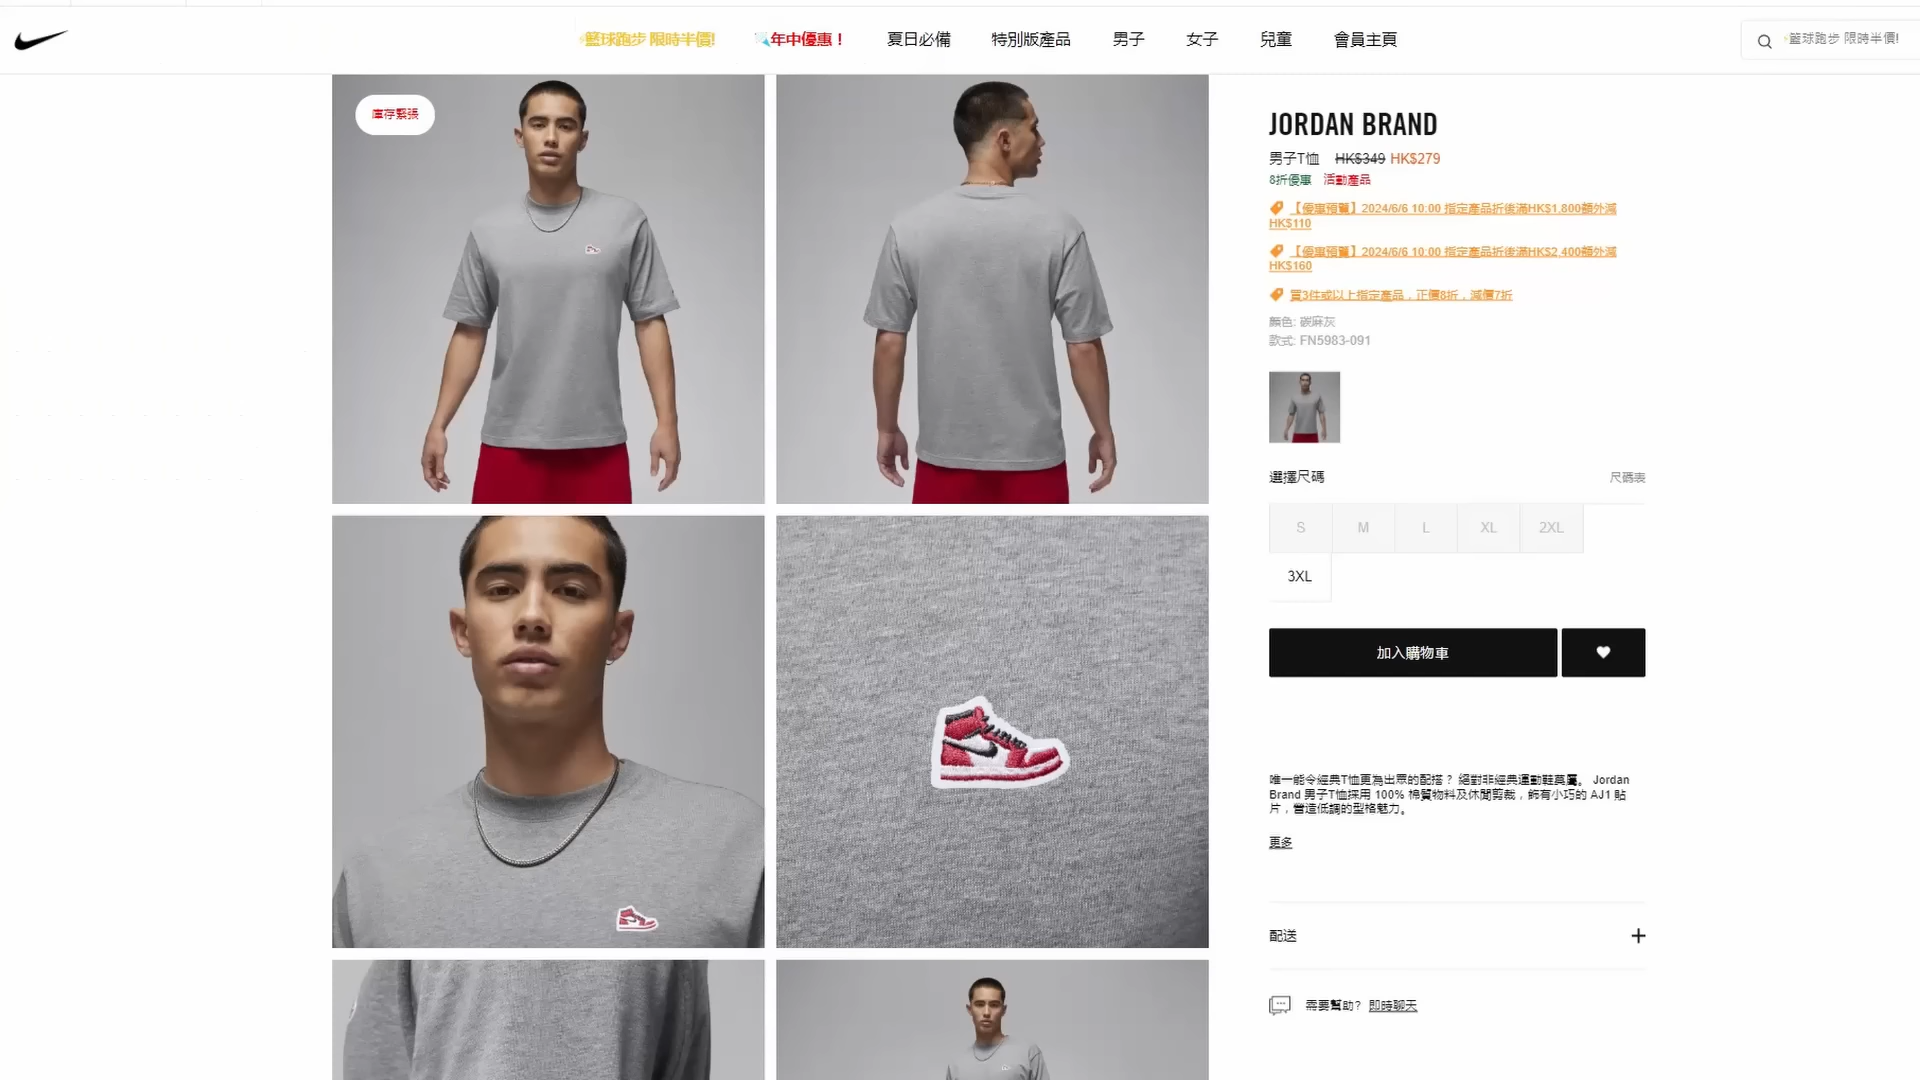 籃球跑步 限時半價!
年中優惠！
夏日必備
特別版產品
男子
女子
兒童
會員主頁
籃球跑步 限時半價!
庫存緊張
JORDAN BRAND
男子T恤 HK$349 HK$279
8折優惠 活動產品
【優惠預覽】2024/6/6 10:00 指定產品折後滿HK$1,800額外減
HK$110
【優惠預覽】2024/6/6 10:00 指定產品折後滿HK$2,400額外減
HK$160
買3件或以上指定產品，正價8折，減價7折
顏色: 碳麻灰
款式: FN5983-091
選擇尺碼
尺碼表
S
M
L
XL
2XL
3XL
加入購物車
唯一能令經典T恤更為出眾的配搭？ 絕對非經典運動鞋莫屬。 Jordan
Brand 男子T恤採用 100% 棉質物料及休閒剪裁，飾有小巧的 AJ1 貼
片，營造低調的型格魅力。
更多
配送
需要幫助? 即時聊天